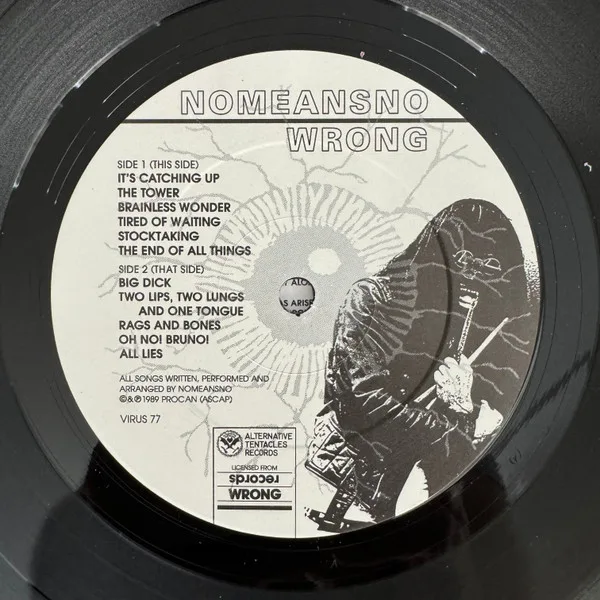 NOMEANSNO
WRONG
SIDE 1 (THIS SIDE)
IT'S CATCHING UP
THE TOWER
BRAINLESS WONDER
TIRED OF WAITING
STOCKTAKING
THE END OF ALL THINGS
SIDE 2 (THAT SIDE)
BIG DICK
TWO LIPS, TWO LUNGS
AND ONE TONGUE
RAGS AND BONES
OH NO! BRUNO!
ALL LIES
ALL SONGS WRITTEN, PERFORMED AND
ARRANGED BY NOMEANSNO
©&℗1989 PROCAN (ASCAP)
VIRUS 77
ALTERNATIVE
TENTACLES
RECORDS
LICENSED FROM
records
WRONG